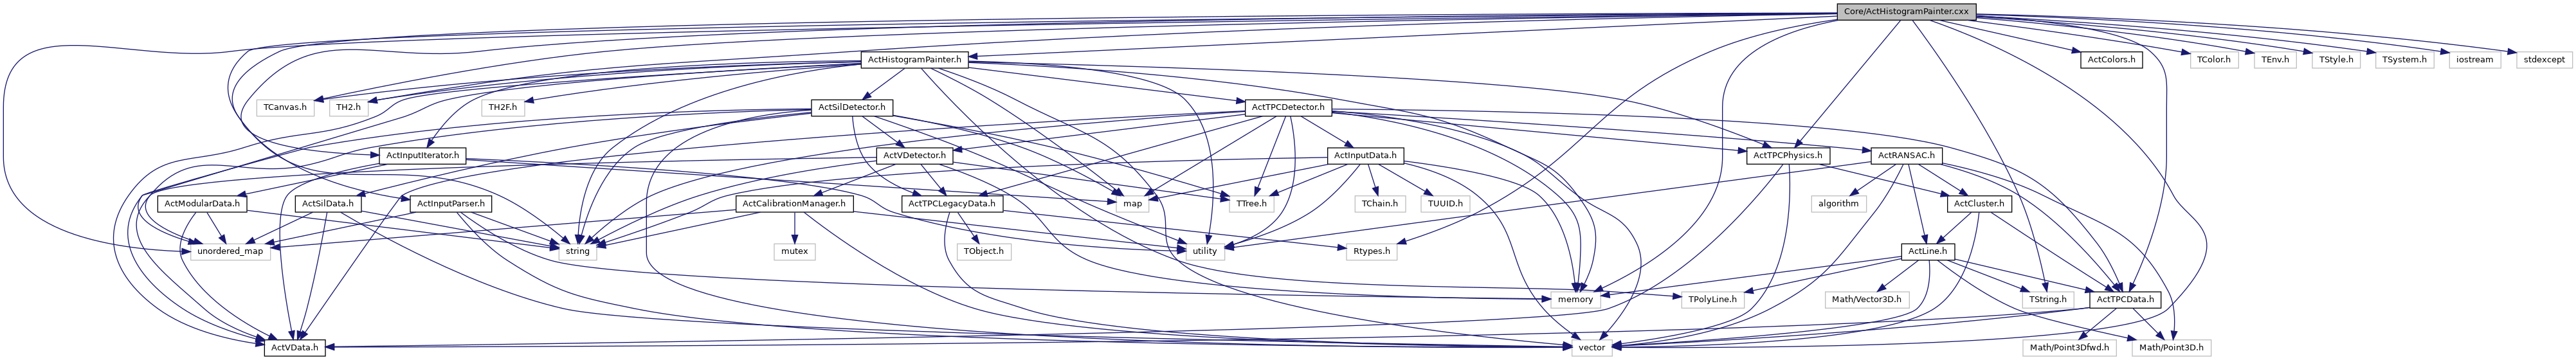 Core/ActHistogramPainter.cxx
ActHistogramPainter.h
ActColors.h
TColor.h
TEnv.h
TStyle.h
TSystem.h
iostream
stdexcept
TCanvas.h
TH2.h
TH2F.h
ActSilDetector.h
ActTPCDetector.h
ActInputIterator.h
ActVDetector.h
ActInputData.h
ActTPCPhysics.h
ActRANSAC.h
ActModularData.h
ActSilData.h
ActInputParser.h
ActCalibrationManager.h
ActTPCLegacyData.h
map
TTree.h
TChain.h
TUUID.h
algorithm
ActCluster.h
unordered_map
string
mutex
TObject.h
utility
Rtypes.h
ActLine.h
memory
TPolyLine.h
Math/Vector3D.h
TString.h
ActTPCData.h
ActVData.h
vector
Math/Point3Dfwd.h
Math/Point3D.h